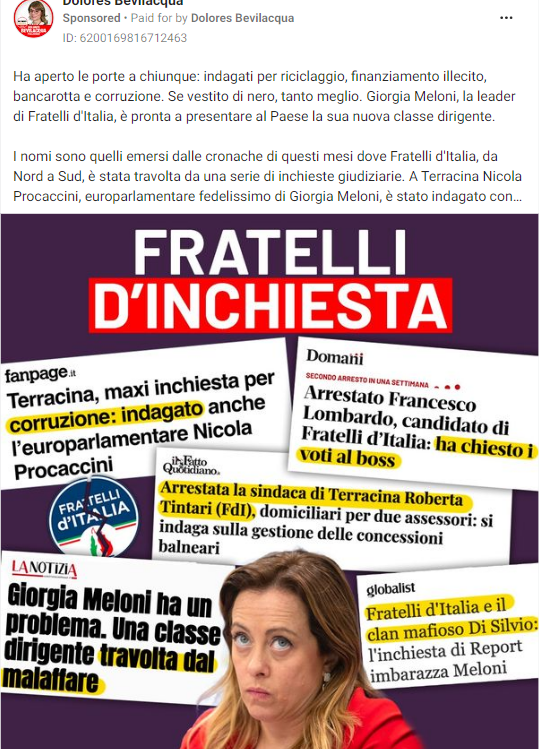 Dolores Bevilacqua
Sponsored • Paid for by Dolores Bevilacqua
ID: 6200169816712463
Ha aperto le porte a chiunque: indagati per riciclaggio, finanziamento illecito,
bancarotta e corruzione. Se vestito di nero, tanto meglio. Giorgia Meloni, la leader
di Fratelli d'Italia, è pronta a presentare al Paese la sua nuova classe dirigente.
I nomi sono quelli emersi dalle cronache di questi mesi dove Fratelli d'Italia, da
Nord a Sud, è stata travolta da una serie di inchieste giudiziarie. A Terracina Nicola
Procaccini, europarlamentare fedelissimo di Giorgia Meloni, è stato indagato con...
FRATELLI
D'INCHIESTA
fanpage.it
Terracina, maxi inchiesta per
corruzione: indagato anche
l'europarlamentare Nicola
Procaccini
Domani
SECONDO ARRESTO IN UNA SETTIMANA
Arrestato Francesco
Lombardo, candidato di
Fratelli d'Italia: ha chiesto i
voti al boss
il Fatto
Quotidiano
Arrestata la sindaca di Terracina Roberta
Tintari (FdI), domiciliari per due assessori: si
indaga sulla gestione delle concessioni
balneari
FRATELLI
d'ITALIA
LA NOTIZIA
Giorgia Meloni ha un
problema. Una classe
dirigente travolta dal
malaffare
globalist
Fratelli d'Italia e il
clan mafioso Di Silvio:
l'inchiesta di Report
imbarazza Meloni